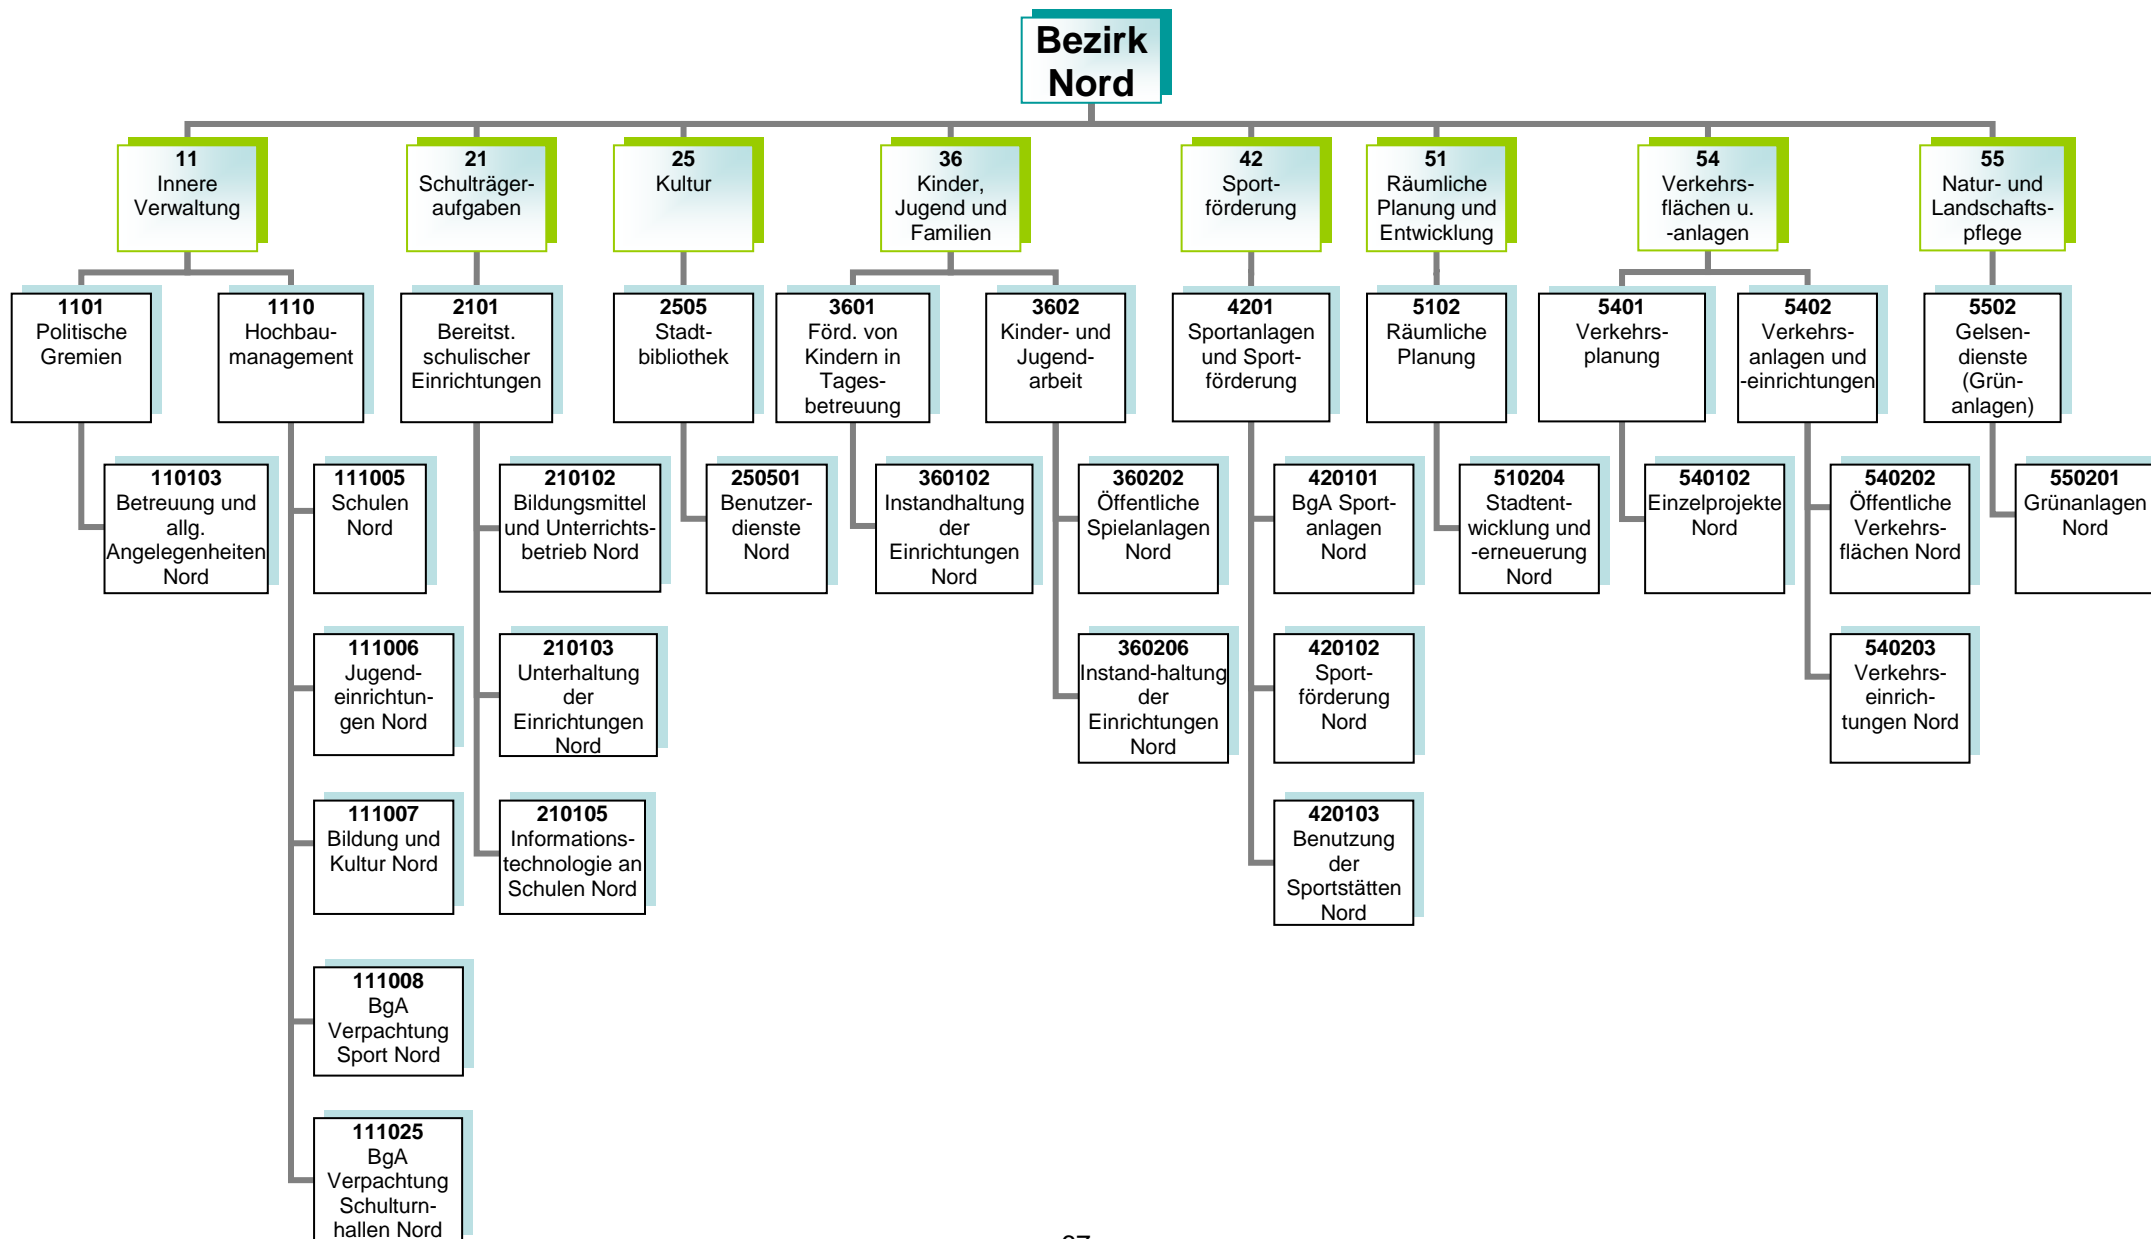 Bezirk
Nord
11
Innere
Verwaltung
21
Schulträger-
aufgaben
25
Kultur
36
Kinder,
Jugend und
Familien
42
Sport-
förderung
51
Räumliche
Planung und
Entwicklung
54
Verkehrs-
flächen u.
-anlagen
55
Natur- und
Landschafts-
pflege
1101
Politische
Gremien
1110
Hochbau-
management
2101
Bereitst.
schulischer
Einrichtungen
2505
Stadt-
bibliothek
3601
Förd. von
Kindern in
Tages-
betreuung
3602
Kinder- und
Jugend-
arbeit
4201
Sportanlagen
und Sport-
förderung
5102
Räumliche
Planung
5401
Verkehrs-
planung
5402
Verkehrs-
anlagen und
-einrichtungen
5502
Gelsen-
dienste
(Grün-
anlagen)
110103
Betreuung und
allg.
Angelegenheiten
Nord
111005
Schulen
Nord
210102
Bildungsmittel
und Unterrichts-
betrieb Nord
250501
Benutzer-
dienste
Nord
360102
Instandhaltung
der
Einrichtungen
Nord
360202
Öffentliche
Spielanlagen
Nord
420101
BgA Sport-
anlagen
Nord
510204
Stadtent-
wicklung und
-erneuerung
Nord
540102
Einzelprojekte
Nord
540202
Öffentliche
Verkehrs-
flächen Nord
550201
Grünanlagen
Nord
111006
Jugend-
einrichtun-
gen Nord
210103
Unterhaltung
der
Einrichtungen
Nord
360206
Instand-haltung
der
Einrichtungen
Nord
420102
Sport-
förderung
Nord
540203
Verkehrs-
einrich-
tungen Nord
111007
Bildung und
Kultur Nord
210105
Informations-
technologie an
Schulen Nord
420103
Benutzung
der
Sportstätten
Nord
111008
BgA
Verpachtung
Sport Nord
111025
BgA
Verpachtung
Schulturn-
hallen Nord